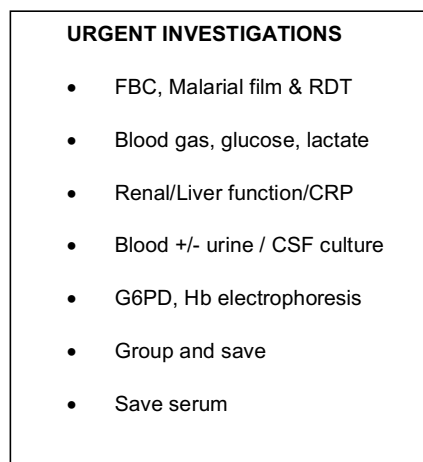 URGENT INVESTIGATIONS
• FBC, Malarial film & RDT
• Blood gas, glucose, lactate
• Renal/Liver function/CRP
• Blood +/- urine / CSF culture
• G6PD, Hb electrophoresis
• Group and save
• Save serum